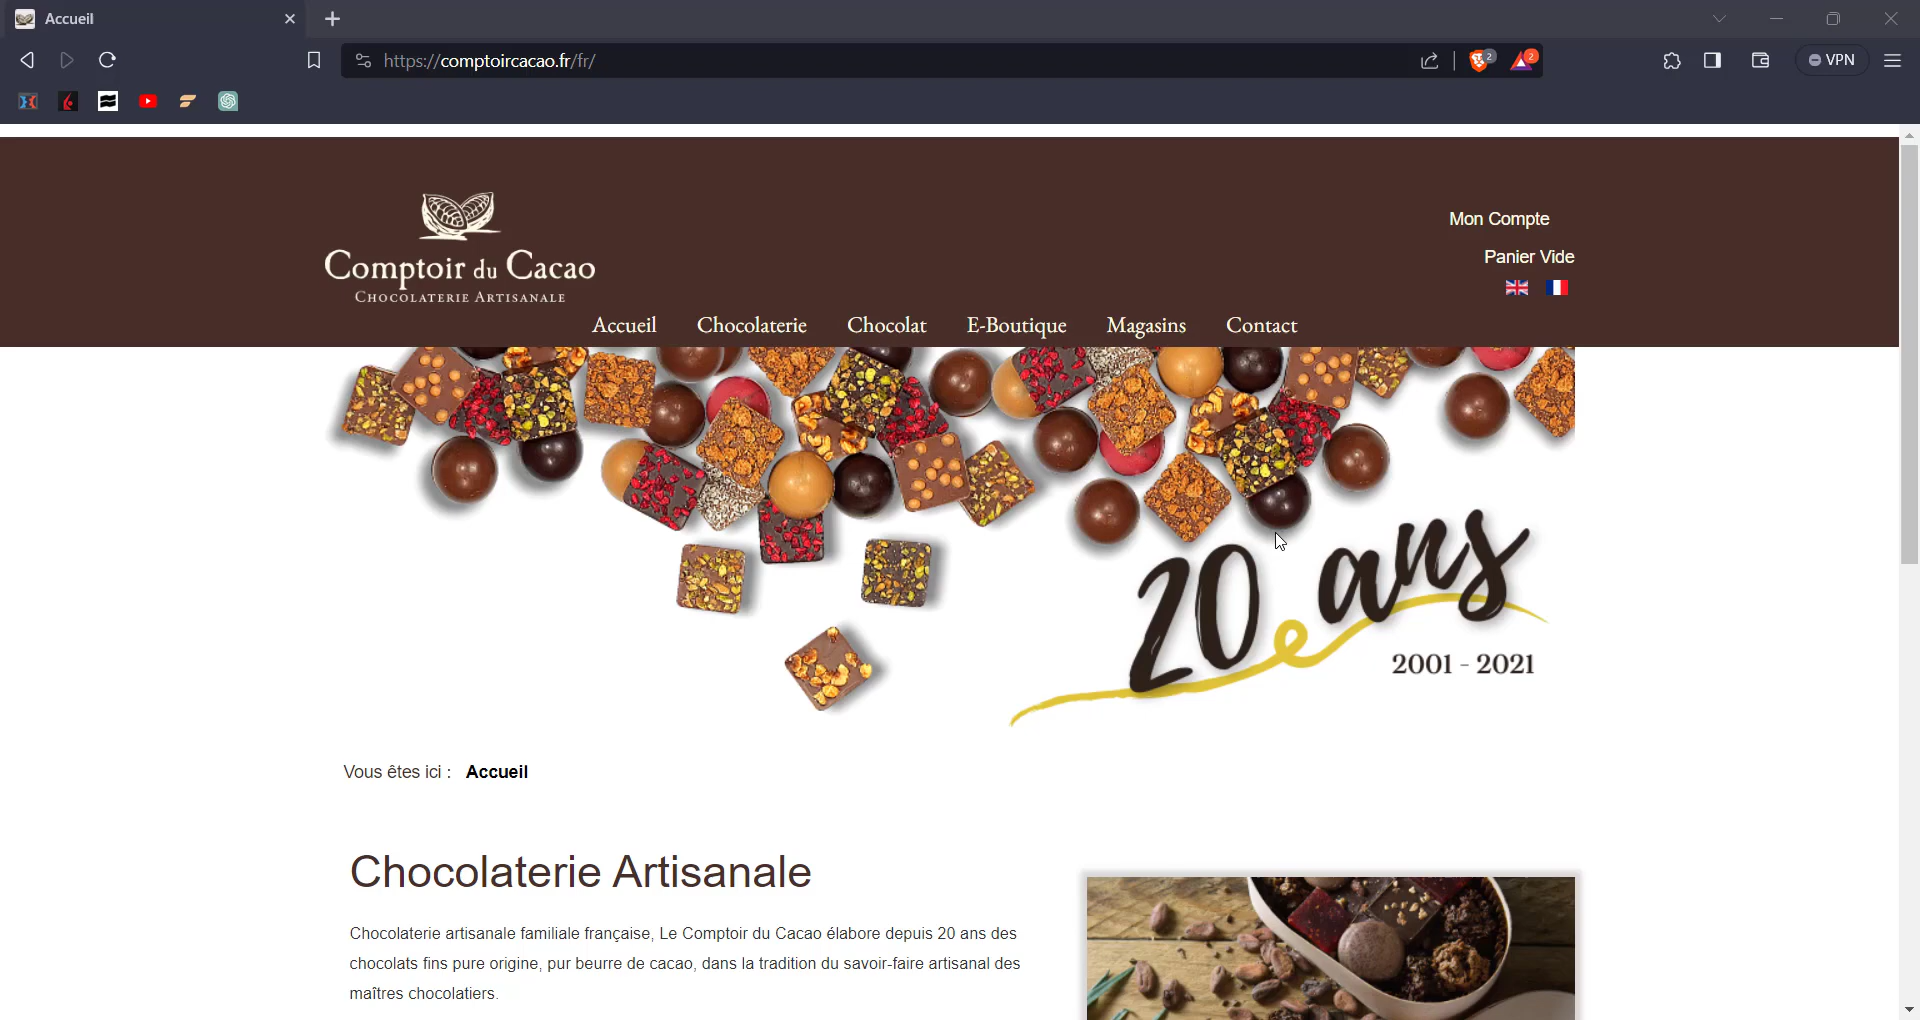 Accueil
https://comptoircacao.fr/fr/
2
2
VPN
Comptoir du Cacao
Chocolaterie Artisanale
Mon Compte
Panier Vide
Accueil Chocolaterie Chocolat E-Boutique Magasins Contact
20 ans
2001 - 2021
Vous êtes ici : Accueil
Chocolaterie Artisanale
Chocolaterie artisanale familiale française, Le Comptoir du Cacao élabore depuis 20 ans des
chocolats fins pure origine, pur beurre de cacao, dans la tradition du savoir-faire artisanal des
maîtres chocolatiers.